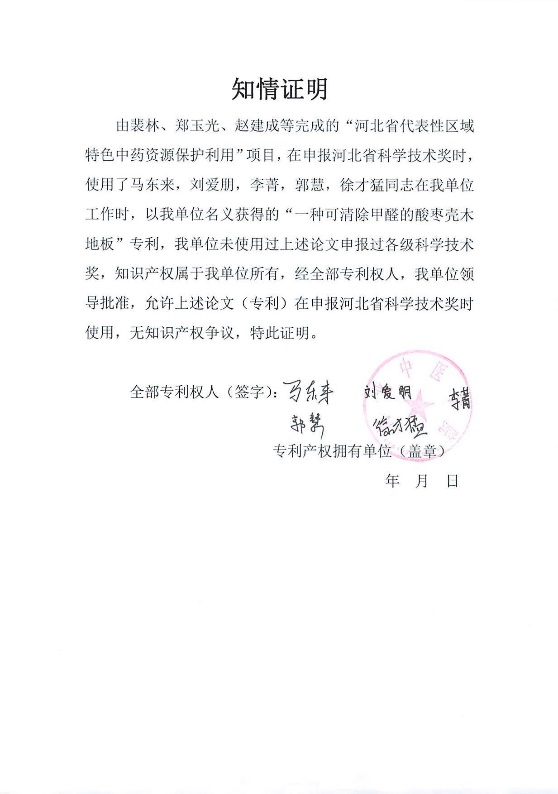 知情证明
由裴林、郑玉光、赵建成等完成的“河北省代表性区域
特色中药资源保护利用”项目，在申报河北省科学技术奖时，
使用了马东来，刘爱朋，李菁，郭慧，徐才猛同志在我单位
工作时，以我单位名义获得的“一种可清除甲醛的酸枣壳木
地板”专利，我单位未使用过上述论文申报过各级科学技术
奖，知识产权属于我单位所有，经全部专利权人，我单位领
导批准，允许上述论文（专利）在申报河北省科学技术奖时
使用，无知识产权争议，特此证明。
全部专利权人（签字）：马东来 刘爱朋 李菁
郭慧 徐才猛
中医
专利产权拥有单位（盖章）
年 月 日